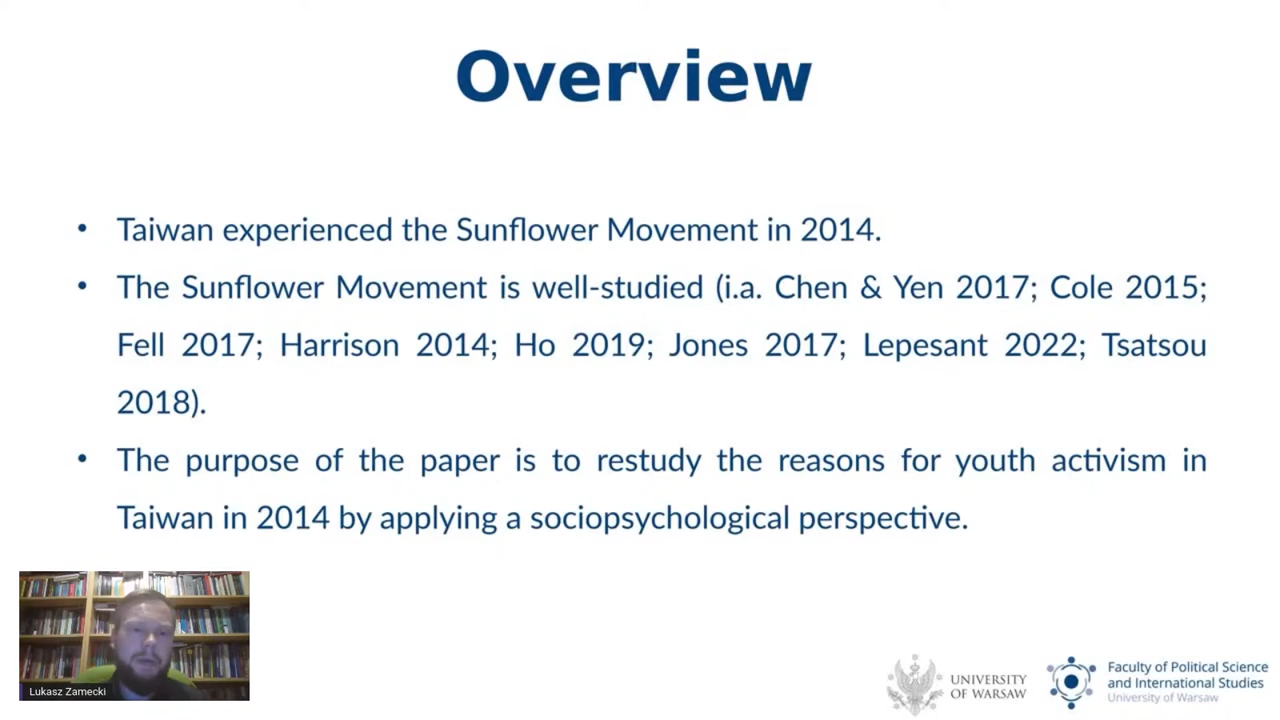 Overview
• Taiwan experienced the Sunflower Movement in 2014.
• The Sunflower Movement is well-studied (i.a. Chen & Yen 2017; Cole 2015;
Fell 2017; Harrison 2014; Ho 2019; Jones 2017; Lepesant 2022; Tsatsou
2018).
• The purpose of the paper is to restudy the reasons for youth activism in
Taiwan in 2014 by applying a sociopsychological perspective.
Lukasz Zamecki
UNIVERSITY
OF WARSAW
Faculty of Political Science
and International Studies
University of Warsaw